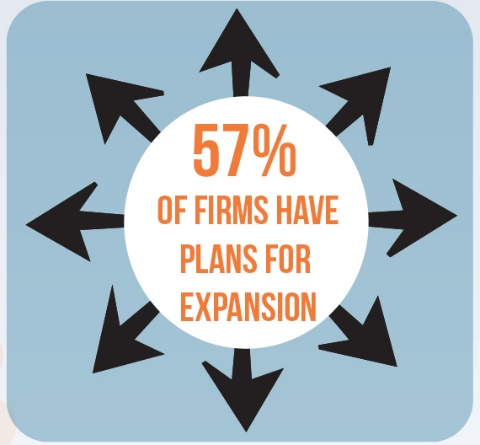 57%
OF FIRMS HAVE
PLANS FOR
EXPANSION